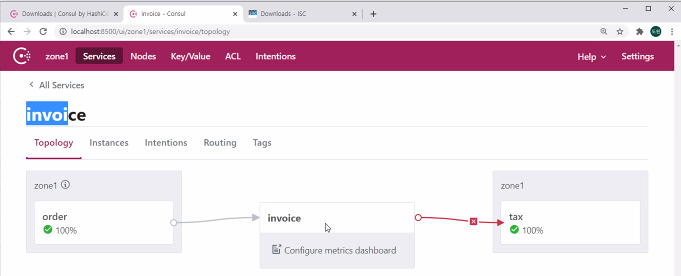 Downloads | Consul by HashiC
invoice - Consul
Downloads - ISC
localhost:8500/ui/zone1/services/invoice/topology
zone1 Services Nodes Key/Value ACL Intentions Help Settings
All Services
invoice
Topology Instances Intentions Routing Tags
zone1
order
100%
invoice
Configure metrics dashboard
zone1
tax
100%